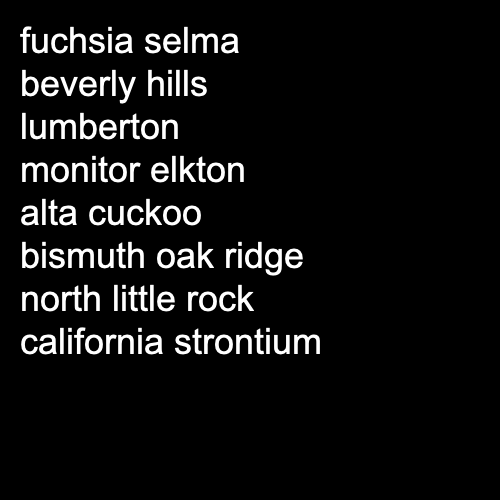 fuchsia selma
beverly hills
lumberton
monitor elkton
alta cuckoo
bismuth oak ridge
north little rock
california strontium